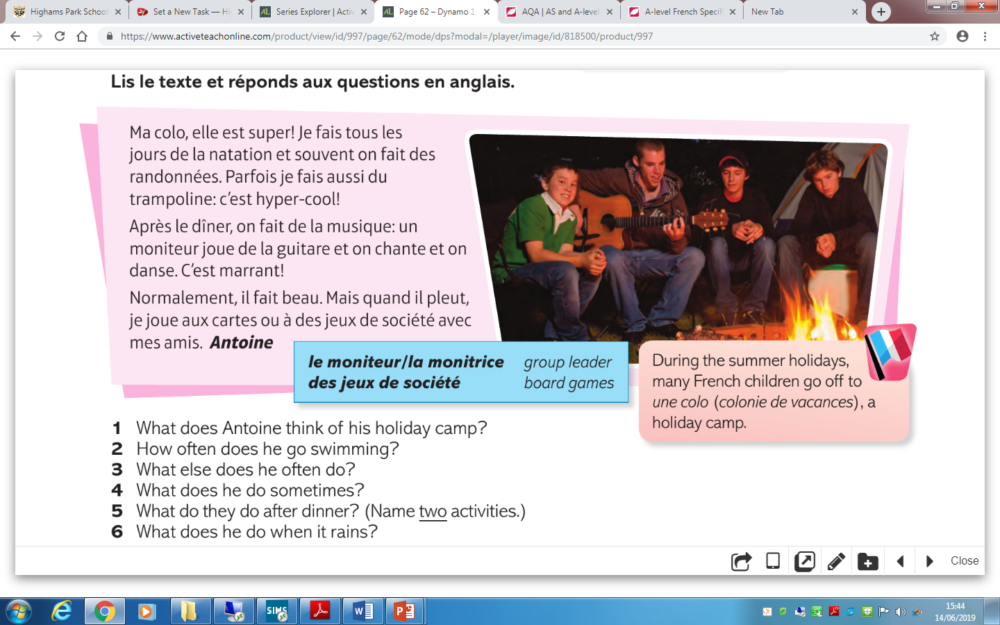 Highams Park School
Set a New Task — Hi
Series Explorer | Activ
Page 62 – Dynamo 1
AQA | AS and A-level
A-level French Specifi
New Tab
https://www.activeteachonline.com/product/view/id/997/page/62/mode/dps?modal=/player/image/id/818500/product/997
Lis le texte et réponds aux questions en anglais.
Ma colo, elle est super! Je fais tous les
jours de la natation et souvent on fait des
randonnées. Parfois je fais aussi du
trampoline: c’est hyper-cool!
Après le dîner, on fait de la musique: un
moniteur joue de la guitare et on chante et on
danse. C’est marrant!
Normalement, il fait beau. Mais quand il pleut,
je joue aux cartes ou à des jeux de société avec
mes amis. Antoine
le moniteur/la monitrice group leader
des jeux de société board games
During the summer holidays,
many French children go off to
une colo (colonie de vacances), a
holiday camp.
1 What does Antoine think of his holiday camp?
2 How often does he go swimming?
3 What else does he often do?
4 What does he do sometimes?
5 What do they do after dinner? (Name two activities.)
6 What does he do when it rains?
Close
SIMS
15:44
14/06/2019